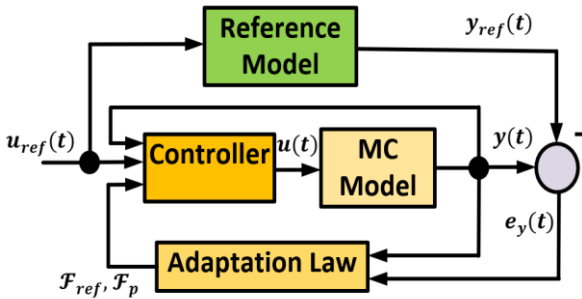 Reference
Model
y_ref(t)
u_ref(t)
Controller
u(t)
MC
Model
y(t)
-
e_y(t)
Adaptation Law
ℱ_ref, ℱ_p